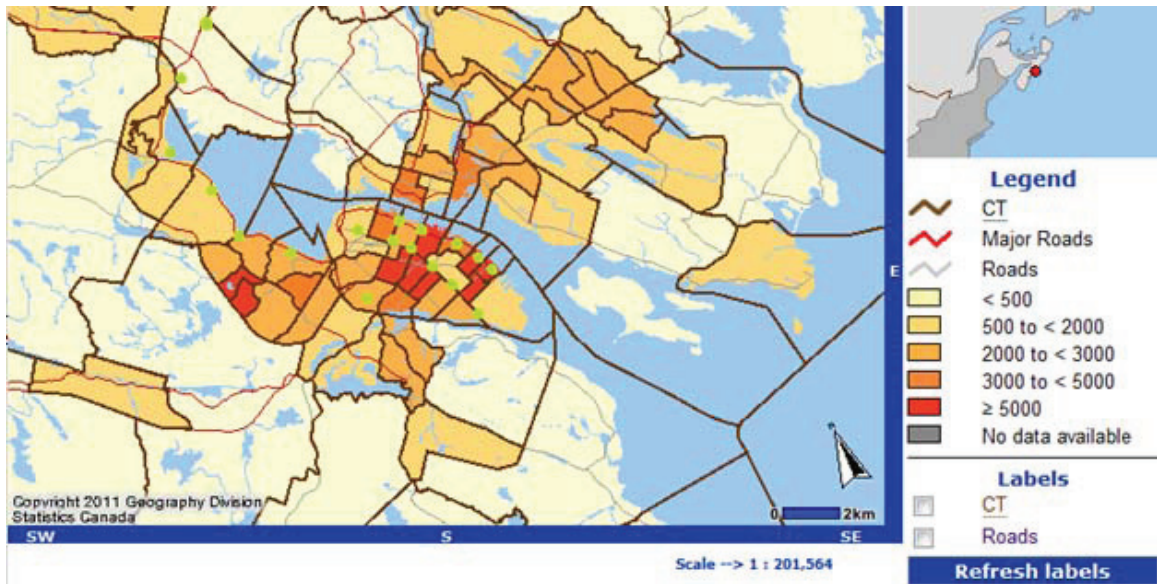 Legend
CT
Major Roads
Roads
< 500
500 to < 2000
2000 to < 3000
3000 to < 5000
≥ 5000
No data available
Labels
CT
Roads
Refresh labels
E
Copyright 2011 Geography Division
Statistics Canada
0 2km
SW S SE
Scale --> 1 : 201,564